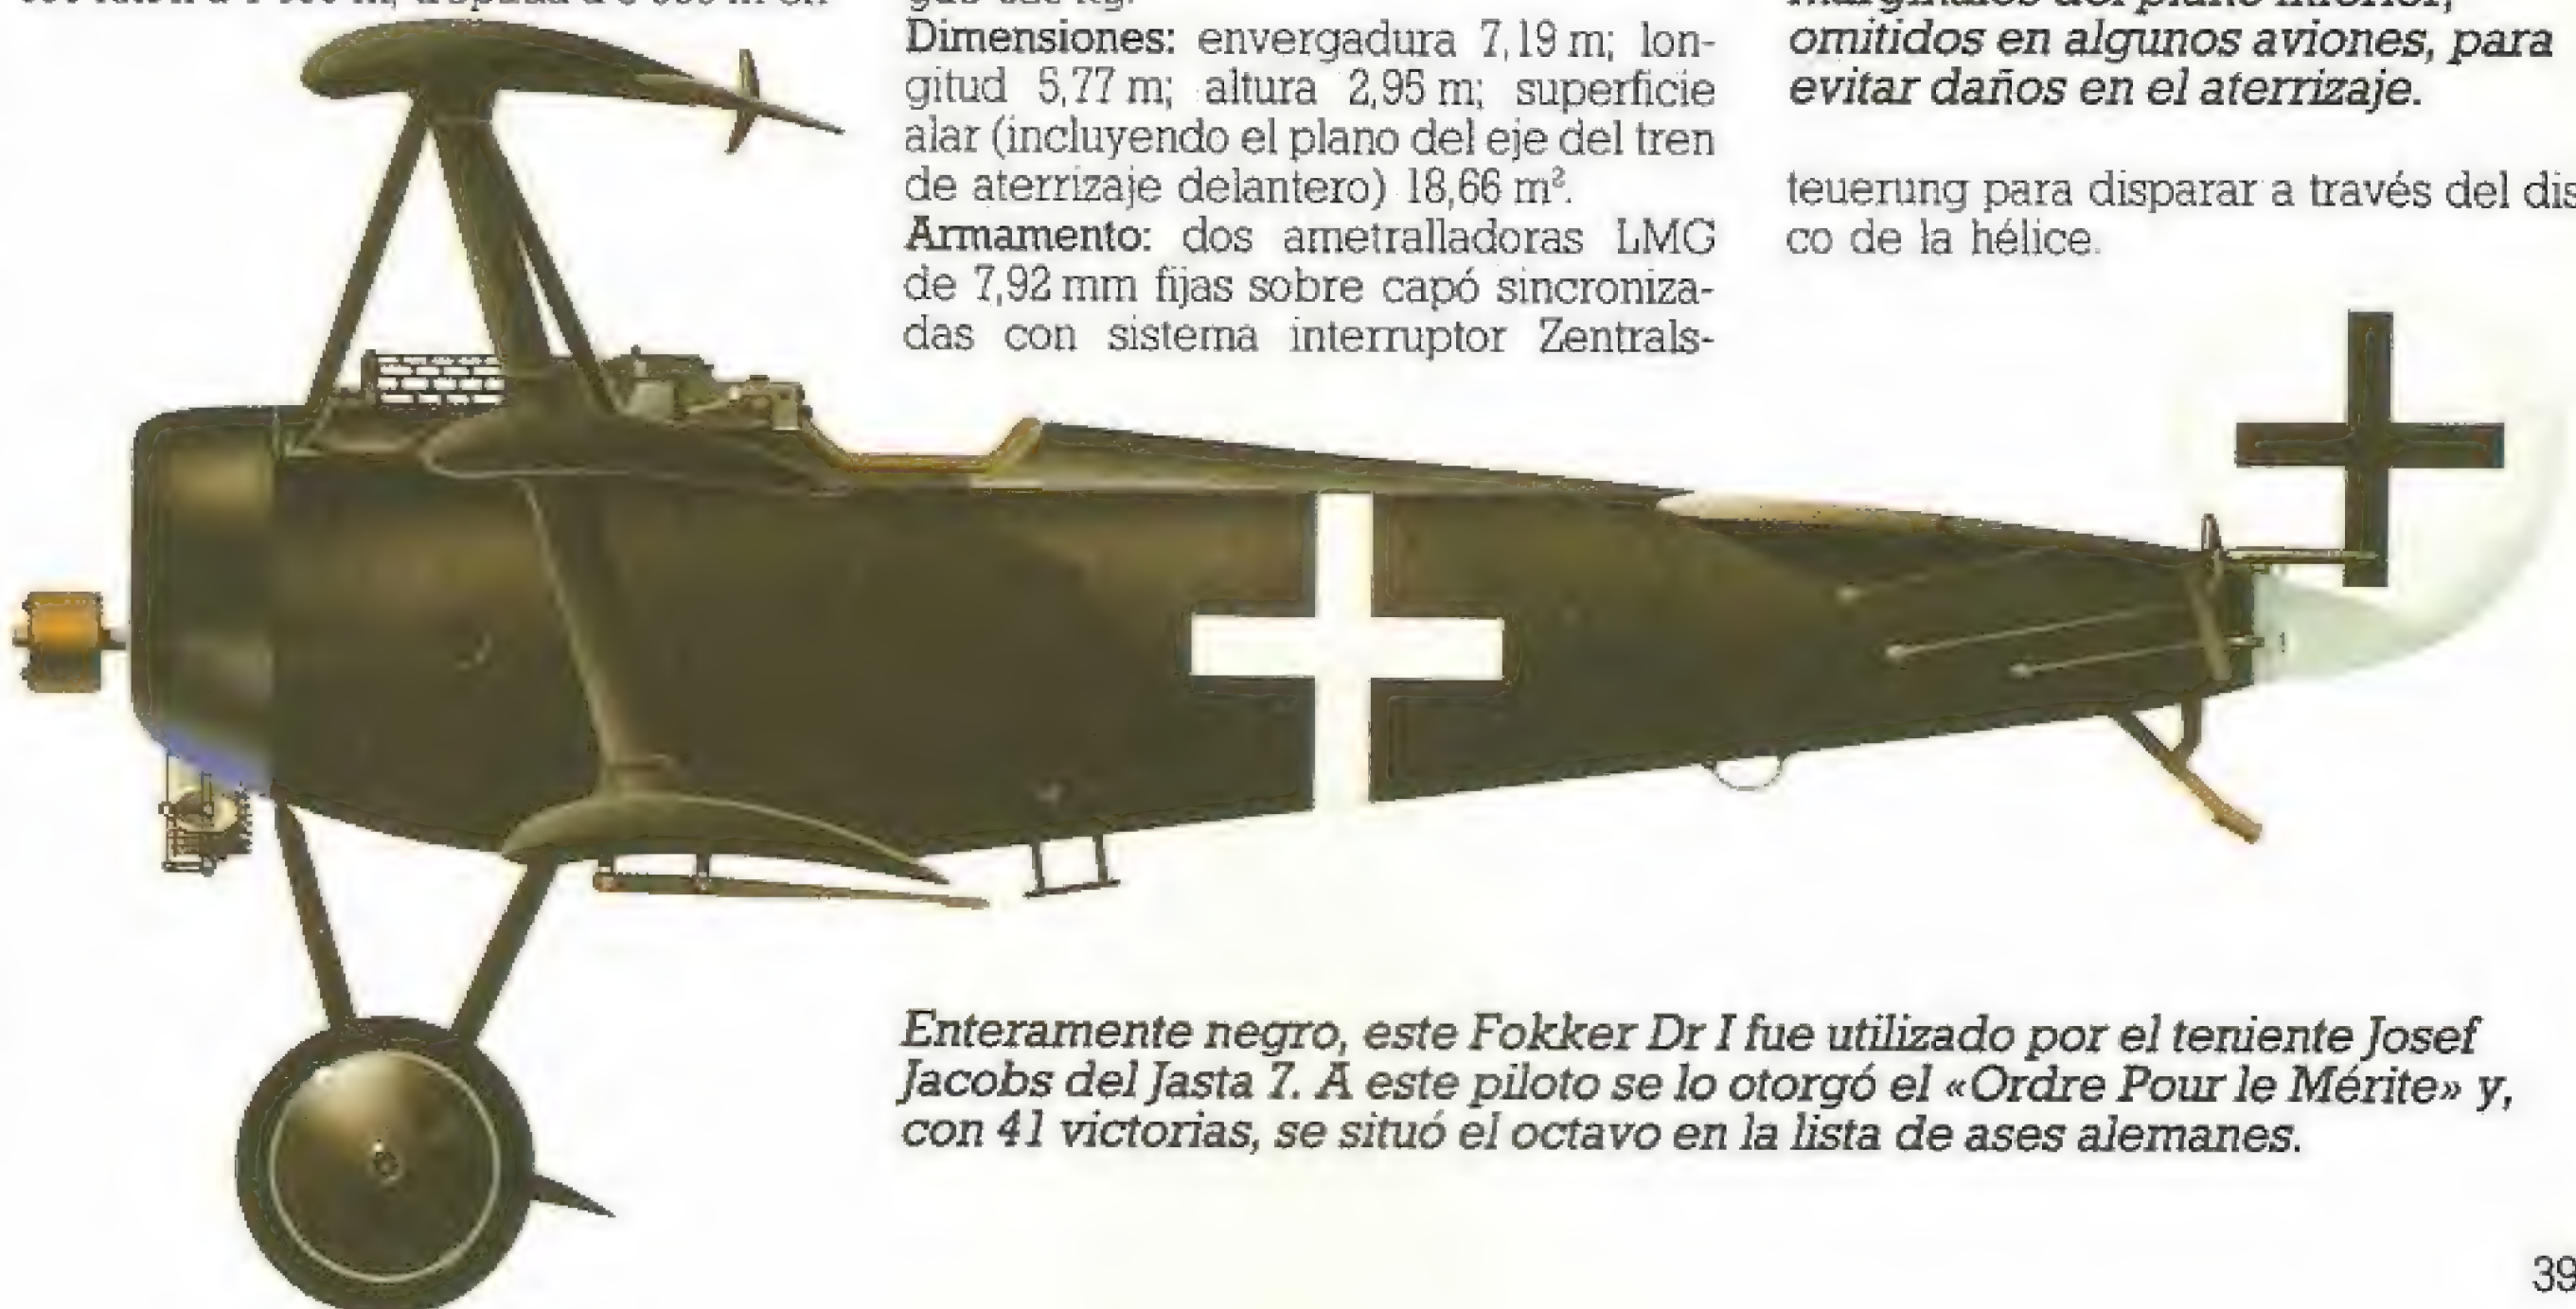 Dimensiones: envergadura 7,19 m; lon-
gitud 5,77 m; altura 2,95 m; superficie
alar (incluyendo el plano del eje del tren
de aterrizaje delantero) 18,66 m².
Armamento: dos ametralladoras LMG
de 7,92 mm fijas sobre capó sincroniza-
das con sistema interruptor Zentrals-
marginales del plano inferior,
omitidos en algunos aviones, para
evitar daños en el aterrizaje.
teuerung para disparar a través del dis
co de la hélice.
Enteramente negro, este Fokker Dr I fue utilizado por el teniente Josef
Jacobs del Jasta 7. A este piloto se lo otorgó el «Ordre Pour le Mérite» y,
con 41 victorias, se situó el octavo en la lista de ases alemanes.
39